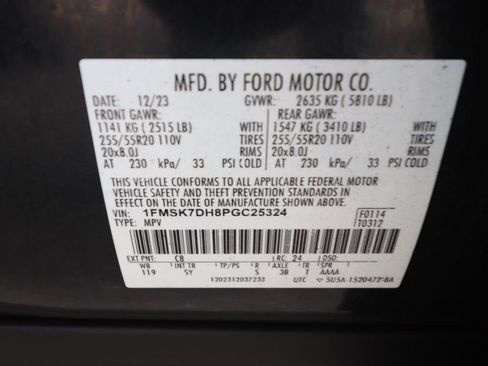 MFD. BY FORD MOTOR CO.
DATE: 12/23 GVWR: 2635 KG ( 5810 LB)
FRONT GAWR: REAR GAWR:
1141 KG ( 2515 LB) WITH 1547 KG ( 3410 LB) WITH
255/55R20 110V TIRES 255/55R20 110V TIRES
20x8.0J RIMS 20x8.0J RIMS
AT 230 kPa/ 33 PSI COLD AT 230 kPa/ 33 PSI COLD
THIS VEHICLE CONFORMS TO ALL APPLICABLE FEDERAL MOTOR
VEHICLE SAFETY, BUMPER, AND THEFT PREVENTION STANDARDS IN
EFFECT ON THE DATE OF MANUFACTURE SHOWN ABOVE.
VIN: 1FMSK7DH8PGC25324 F0114
TYPE: MPV T0312
EXT PNT: C8 RC: 24 DSO:
WB INT TR TP/PS R AXLE TR SPR
119 SY S 3B I AAAA
1202312037233 UTC